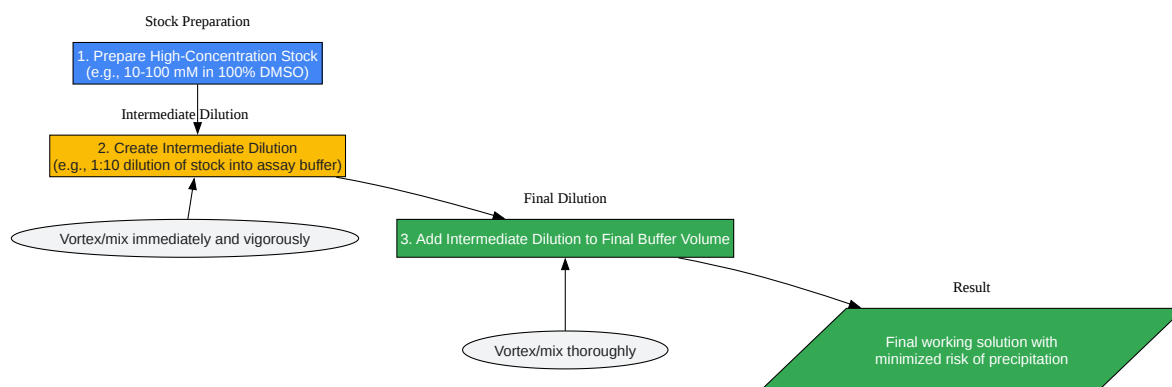 Stock Preparation
1. Prepare High-Concentration Stock
(e.g., 10-100 mM in 100% DMSO)
Intermediate Dilution
2. Create Intermediate Dilution
(e.g., 1:10 dilution of stock into assay buffer)
Vortex/mix immediately and vigorously
Final Dilution
3. Add Intermediate Dilution to Final Buffer Volume
Vortex/mix thoroughly
Result
Final working solution with
minimized risk of precipitation